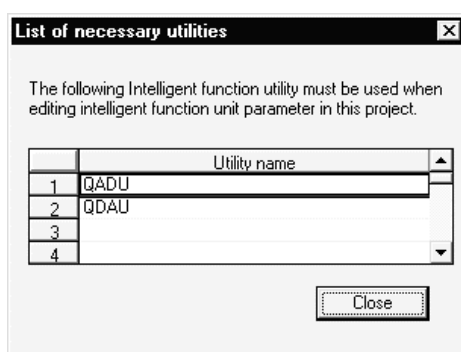 List of necessary utilities
The following Intelligent function utility must be used when
editing intelligent function unit parameter in this project.
Utility name
1 QADU
2 QDAU
3
4
Close